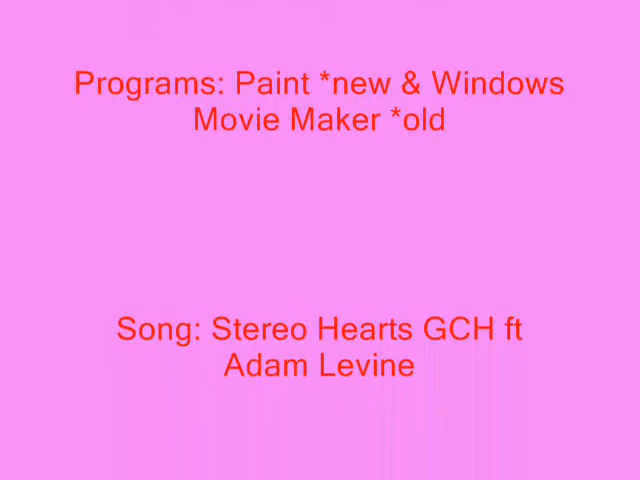 Programs: Paint *new & Windows
Movie Maker *old
Song: Stereo Hearts GCH ft
Adam Levine